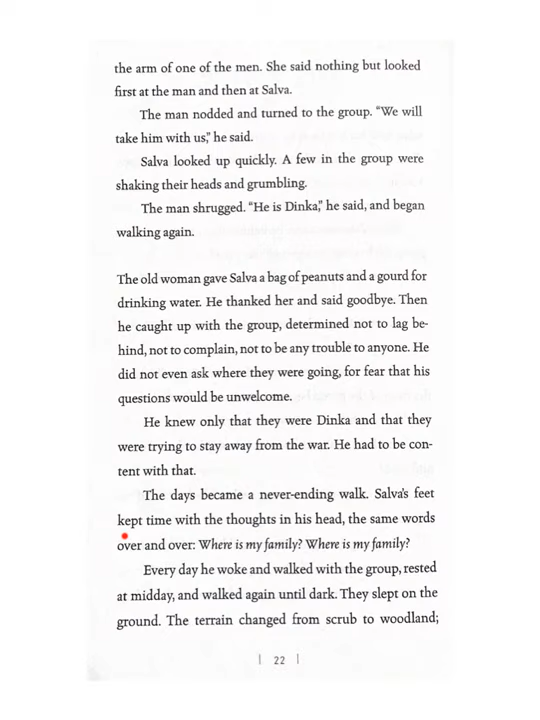 the arm of one of the men. She said nothing but looked
first at the man and then at Salva.
The man nodded and turned to the group. “We will
take him with us,” he said.
Salva looked up quickly. A few in the group were
shaking their heads and grumbling.
The man shrugged. “He is Dinka,” he said, and began
walking again.
The old woman gave Salva a bag of peanuts and a gourd for
drinking water. He thanked her and said goodbye. Then
he caught up with the group, determined not to lag be-
hind, not to complain, not to be any trouble to anyone. He
did not even ask where they were going, for fear that his
questions would be unwelcome.
He knew only that they were Dinka and that they
were trying to stay away from the war. He had to be con-
tent with that.
The days became a never-ending walk. Salva’s feet
kept time with the thoughts in his head, the same words
over and over: Where is my family? Where is my family?
Every day he woke and walked with the group, rested
at midday, and walked again until dark. They slept on the
ground. The terrain changed from scrub to woodland;
| 22 |